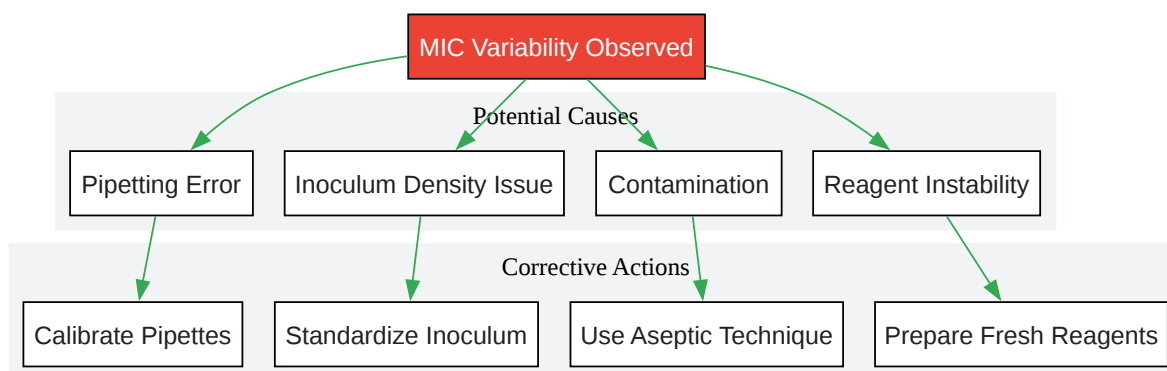 MIC Variability Observed
Potential Causes
Pipetting Error
Inoculum Density Issue
Contamination
Reagent Instability
Corrective Actions
Calibrate Pipettes
Standardize Inoculum
Use Aseptic Technique
Prepare Fresh Reagents